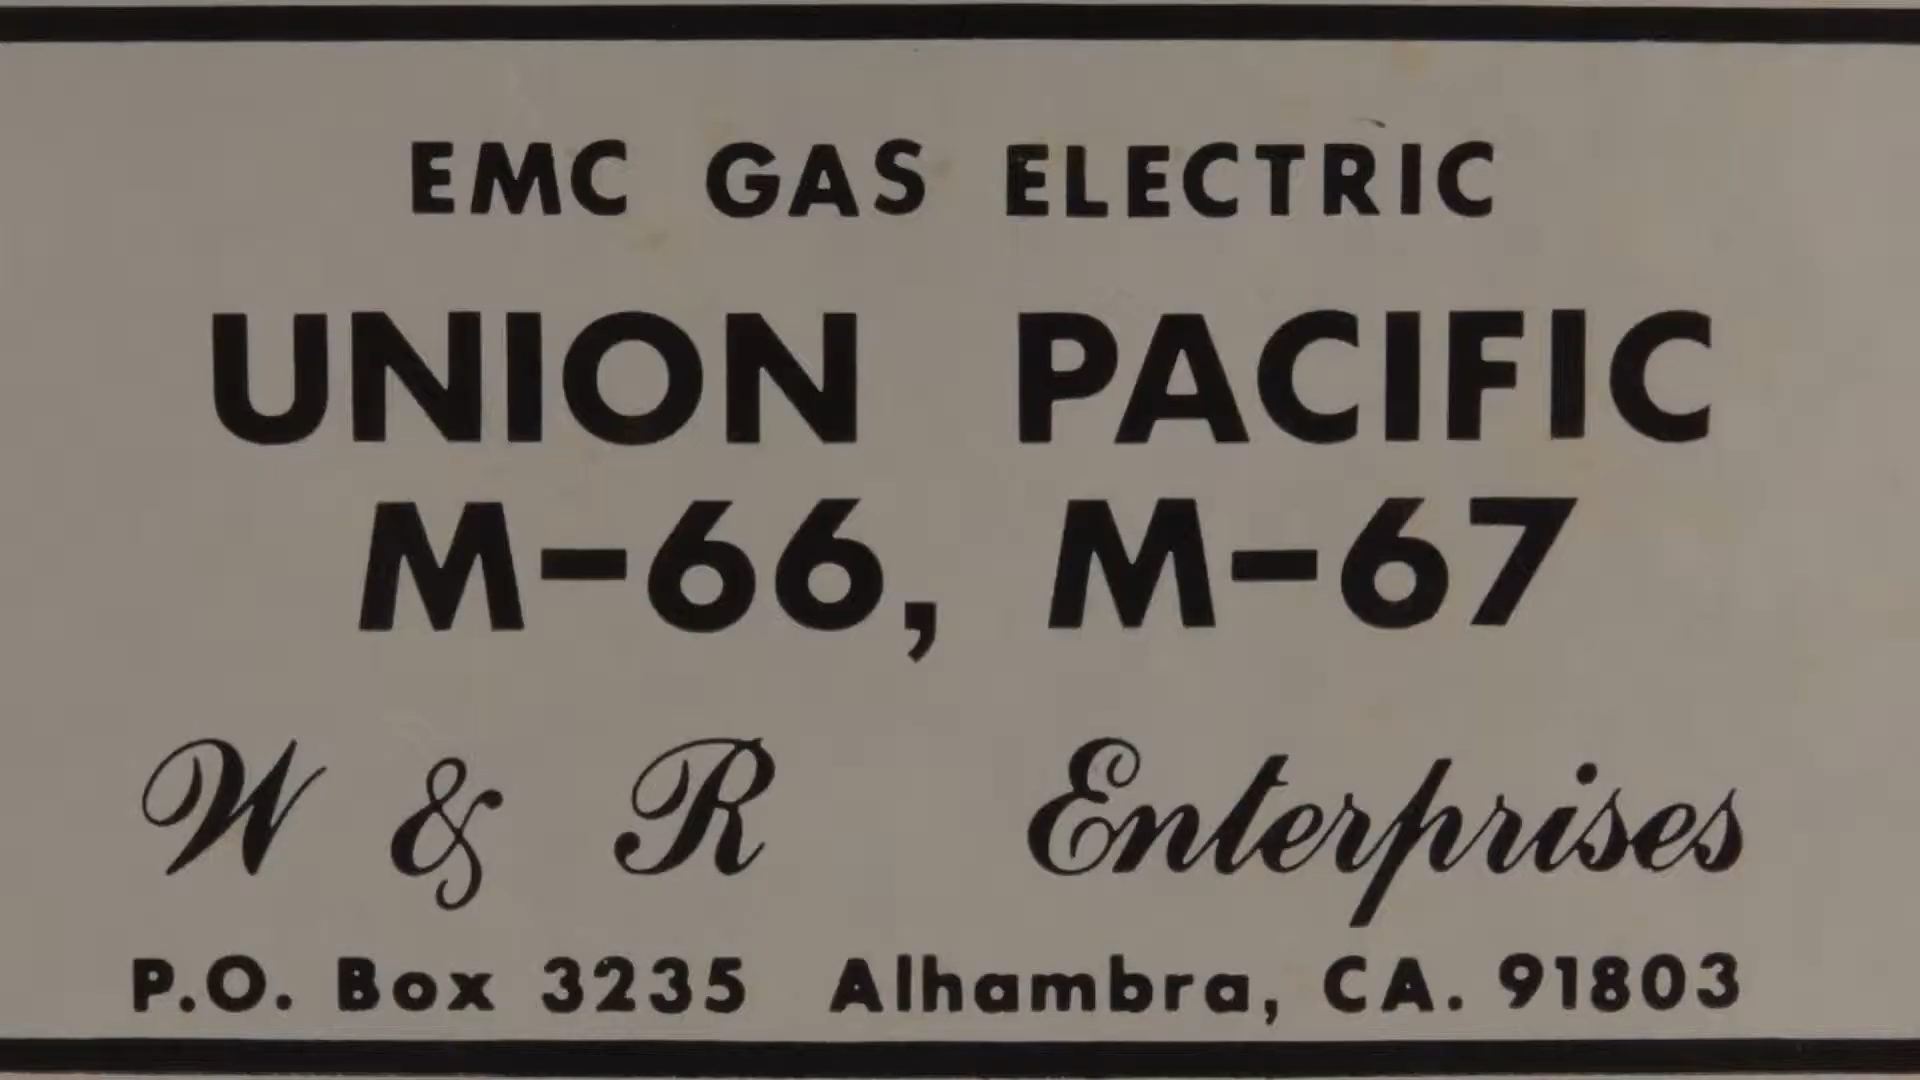 EMC GAS ELECTRIC
UNION PACIFIC
M-66, M-67
W & R Enterprises
P.O. Box 3235 Alhambra, CA. 91803